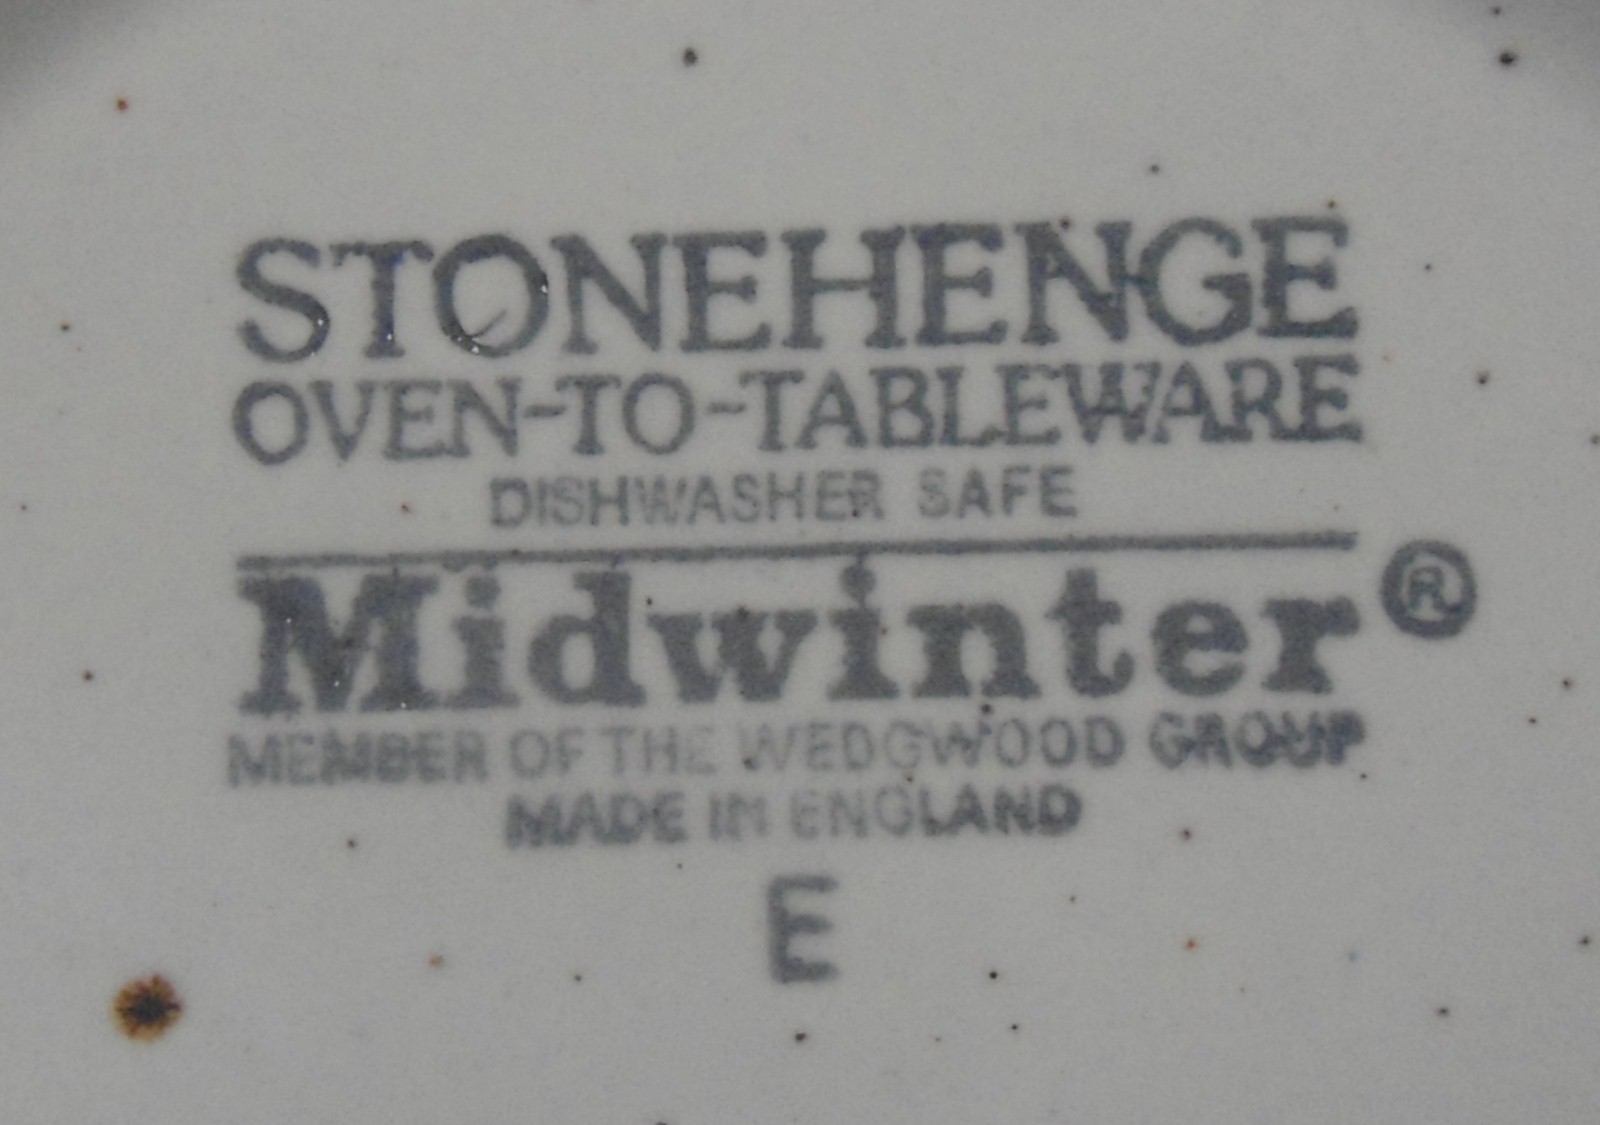 STONEHENGE
OVEN-TO-TABLEWARE
DISHWASHER SAFE
Midwinter®
MEMBER OF THE WEDGWOOD GROUP
MADE IN ENGLAND
E